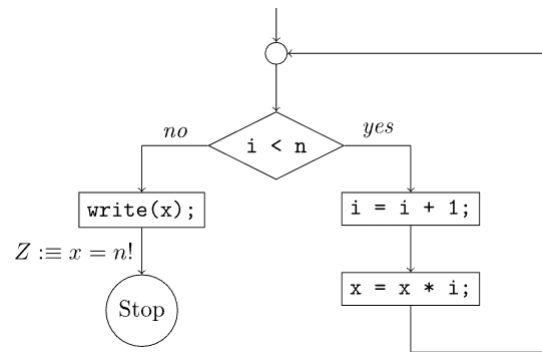 no
yes
i < n
write(x);
i = i + 1;
Z :≡ x = n!
x = x * i;
Stop